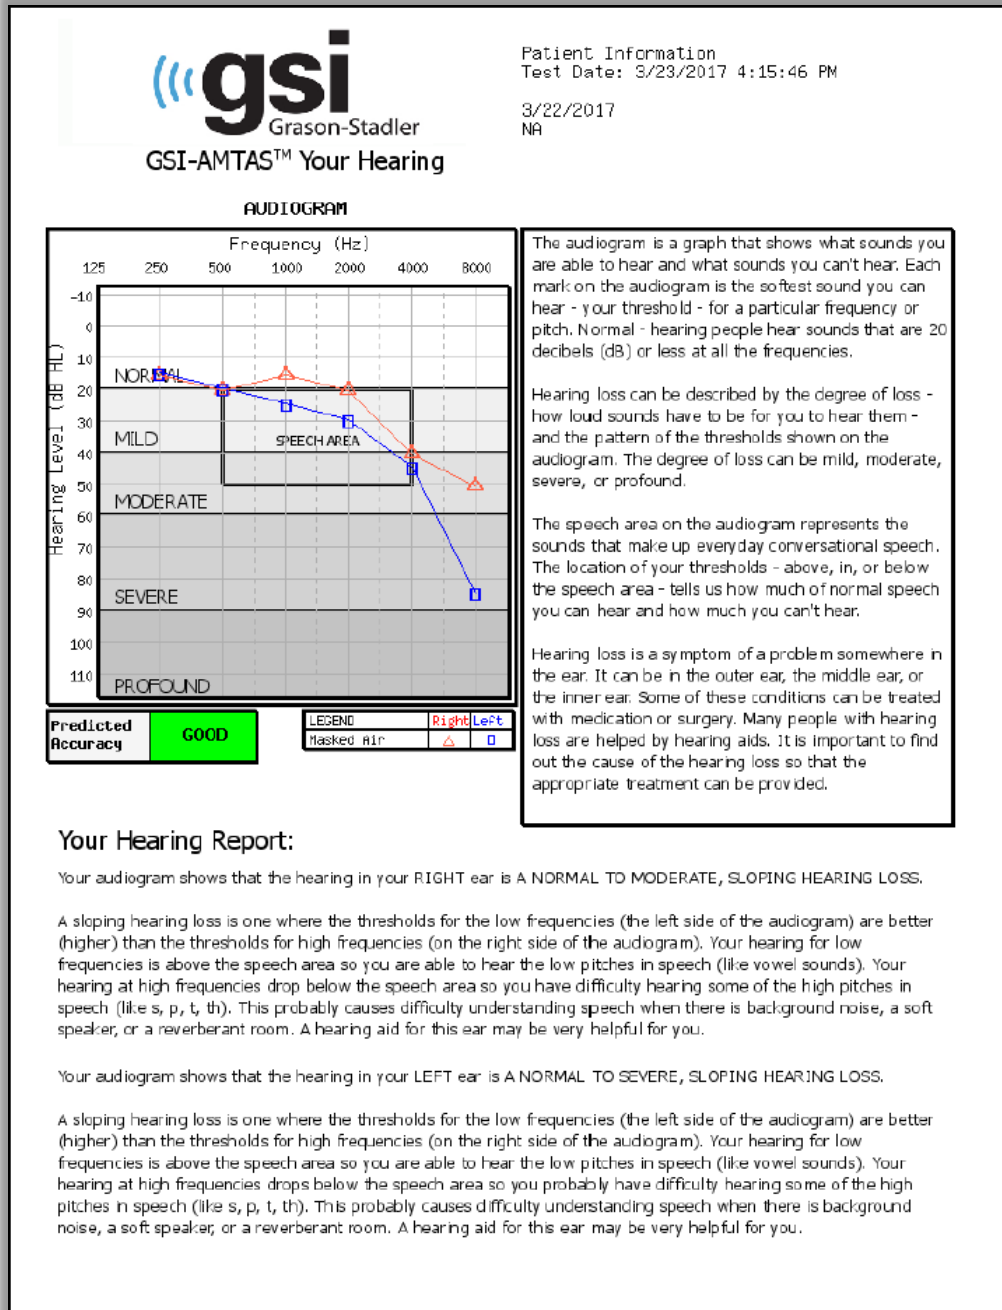 gsi
Grason-Stadler
GSI-AMTAS™ Your Hearing
Patient Information
Test Date: 3/23/2017 4:15:46 PM
3/22/2017
NA
AUDIOGRAM
Frequency (Hz)
125 250 500 1000 2000 4000 8000
Hearing Level (dB HL)
-10
0
10
NORMAL
20
30
MILD
SPEECH AREA
40
50
MODERATE
60
70
80
SEVERE
90
100
110
PROFOUND
Predicted
Accuracy
GOOD
LEGEND Right Left
Masked Air
The audiogram is a graph that shows what sounds you
are able to hear and what sounds you can't hear. Each
mark on the audiogram is the softest sound you can
hear - your threshold - for a particular frequency or
pitch. Normal - hearing people hear sounds that are 20
decibels (dB) or less at all the frequencies.
Hearing loss can be described by the degree of loss -
how loud sounds have to be for you to hear them -
and the pattern of the thresholds shown on the
audiogram. The degree of loss can be mild, moderate,
severe, or profound.
The speech area on the audiogram represents the
sounds that make up everyday conversational speech.
The location of your thresholds - above, in, or below
the speech area - tells us how much of normal speech
you can hear and how much you can't hear.
Hearing loss is a symptom of a problem somewhere in
the ear. It can be in the outer ear, the middle ear, or
the inner ear. Some of these conditions can be treated
with medication or surgery. Many people with hearing
loss are helped by hearing aids. It is important to find
out the cause of the hearing loss so that the
appropriate treatment can be provided.
Your Hearing Report:
Your audiogram shows that the hearing in your RIGHT ear is A NORMAL TO MODERATE, SLOPING HEARING LOSS.
A sloping hearing loss is one where the thresholds for the low frequencies (the left side of the audiogram) are better
(higher) than the thresholds for high frequencies (on the right side of the audiogram). Your hearing for low
frequencies is above the speech area so you are able to hear the low pitches in speech (like vowel sounds). Your
hearing at high frequencies drop below the speech area so you have difficulty hearing some of the high pitches in
speech (like s, p, t, th). This probably causes difficulty understanding speech when there is background noise, a soft
speaker, or a reverberant room. A hearing aid for this ear may be very helpful for you.
Your audiogram shows that the hearing in your LEFT ear is A NORMAL TO SEVERE, SLOPING HEARING LOSS.
A sloping hearing loss is one where the thresholds for the low frequencies (the left side of the audiogram) are better
(higher) than the thresholds for high frequencies (on the right side of the audiogram). Your hearing for low
frequencies is above the speech area so you are able to hear the low pitches in speech (like vowel sounds). Your
hearing at high frequencies drops below the speech area so you probably have difficulty hearing some of the high
pitches in speech (like s, p, t, th). This probably causes difficulty understanding speech when there is background
noise, a soft speaker, or a reverberant room. A hearing aid for this ear may be very helpful for you.